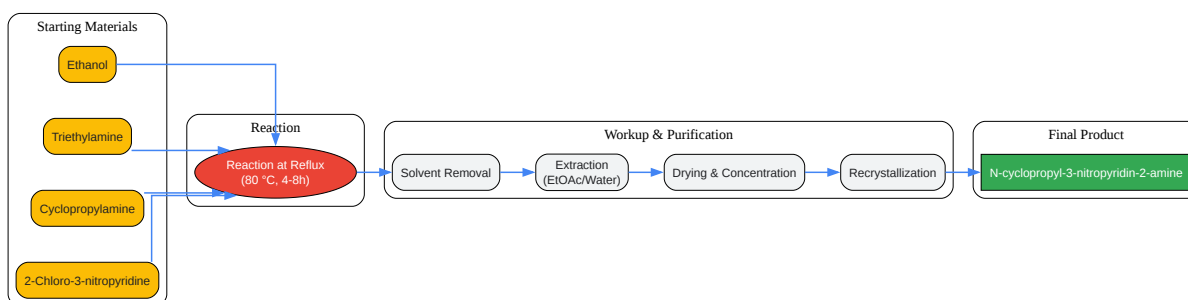 Starting Materials
Ethanol
Triethylamine
Cyclopropylamine
2-Chloro-3-nitropyridine
Reaction
Reaction at Reflux
(80 °C, 4-8h)
Workup & Purification
Solvent Removal
Extraction
(EtOAc/Water)
Drying & Concentration
Recrystallization
Final Product
N-cyclopropyl-3-nitropyridin-2-amine